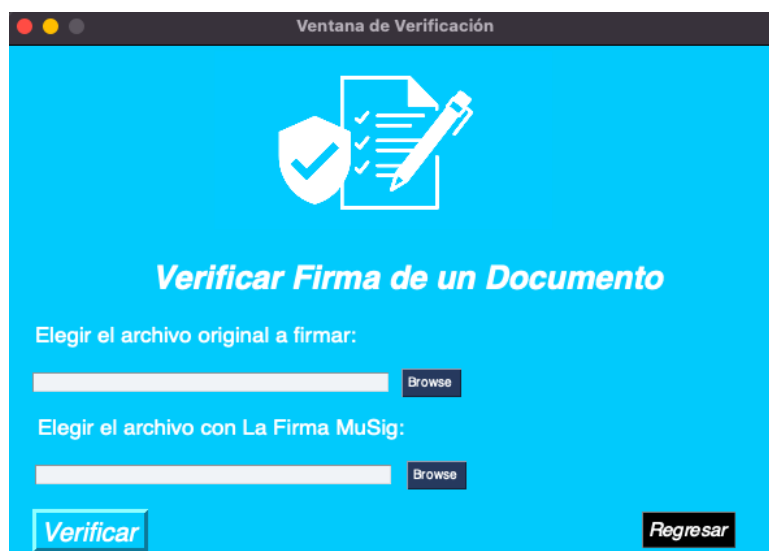 Ventana de Verificación
Verificar Firma de un Documento
Elegir el archivo original a firmar:
Browse
Elegir el archivo con La Firma MuSig:
Browse
Verificar
Regresar